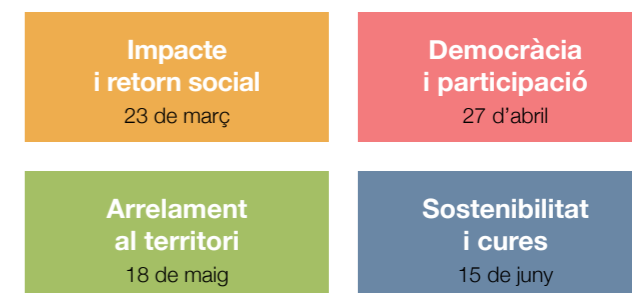 Impacte
i retorn social
23 de març
Democràcia
i participació
27 d'abril
Arrelament
al territori
18 de maig
Sostenibilitat
i cures
15 de juny